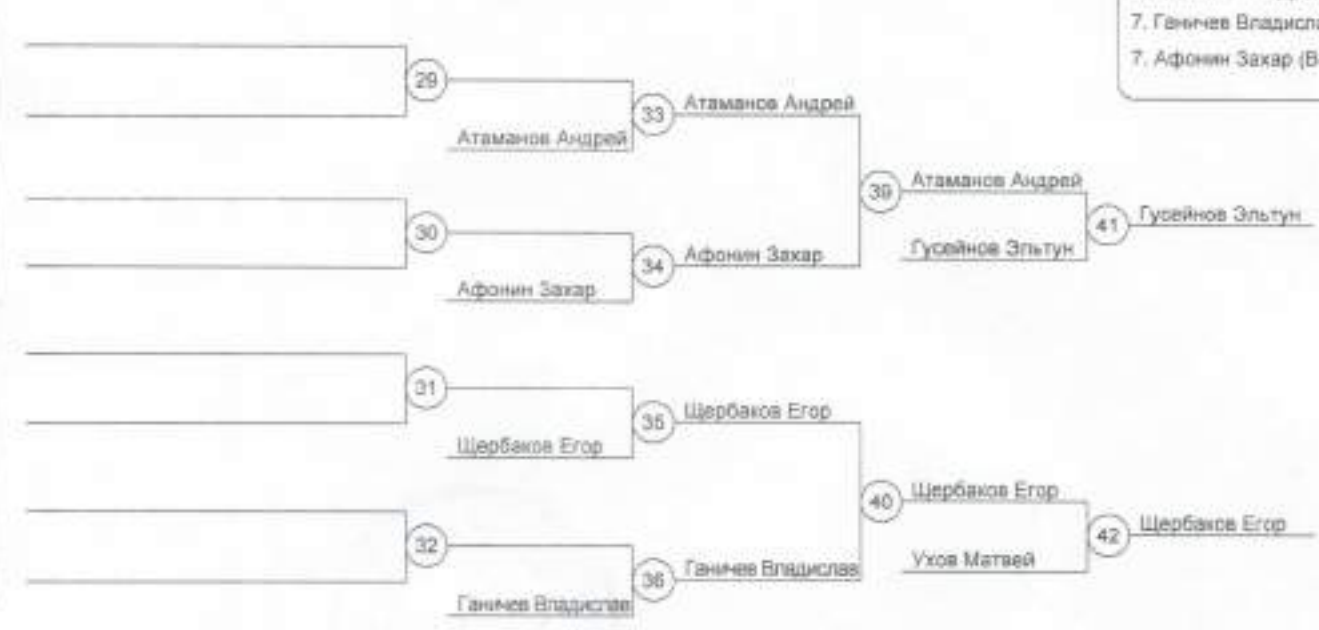 7. Ганичев Владисла
7. Афонин Захар (В
29
Атаманов Андрей
33
Атаманов Андрей
30
Афонин Захар
34
Афонин Захар
39
Атаманов Андрей
Гусейнов Эльтун
41
Гусейнов Эльтун
31
Щербаков Егор
35
Щербаков Егор
32
Ганичев Владислав
36
Ганичев Владислав
40
Щербаков Егор
Ухов Матвей
42
Щербаков Егор